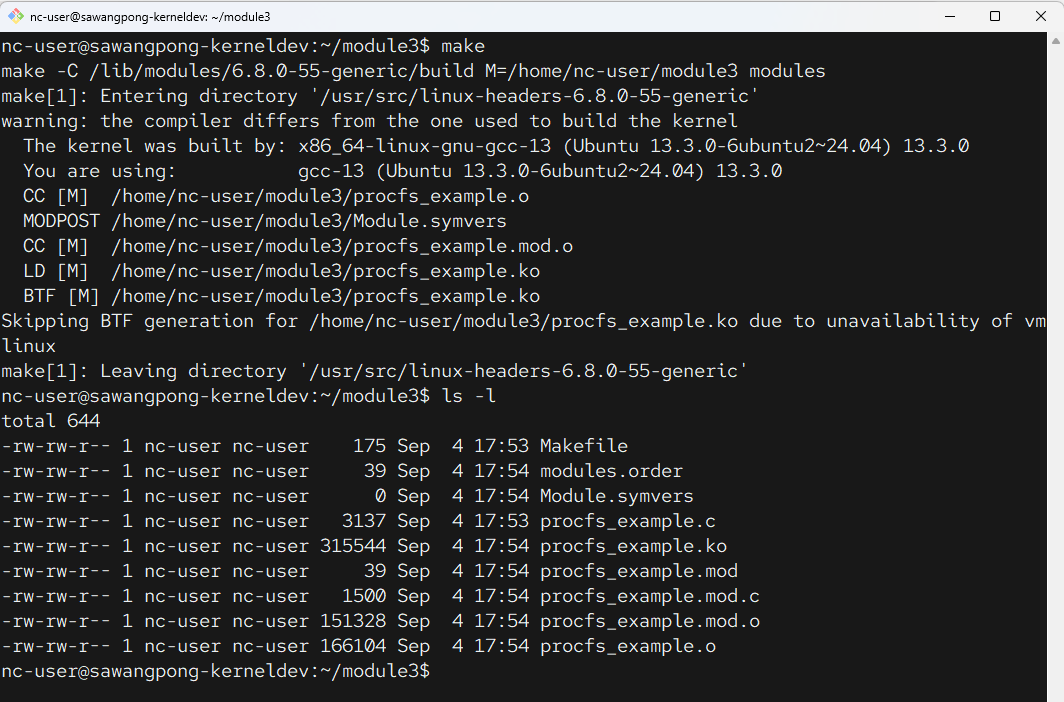 nc-user@sawangpong-kerneldev: ~/module3
nc-user@sawangpong-kerneldev:~/module3$ make
make -C /lib/modules/6.8.0-55-generic/build M=/home/nc-user/module3 modules
make[1]: Entering directory '/usr/src/linux-headers-6.8.0-55-generic'
warning: the compiler differs from the one used to build the kernel
  The kernel was built by: x86_64-linux-gnu-gcc-13 (Ubuntu 13.3.0-6ubuntu2~24.04) 13.3.0
  You are using:           gcc-13 (Ubuntu 13.3.0-6ubuntu2~24.04) 13.3.0
  CC [M]  /home/nc-user/module3/procfs_example.o
  MODPOST /home/nc-user/module3/Module.symvers
  CC [M]  /home/nc-user/module3/procfs_example.mod.o
  LD [M]  /home/nc-user/module3/procfs_example.ko
  BTF [M] /home/nc-user/module3/procfs_example.ko
Skipping BTF generation for /home/nc-user/module3/procfs_example.ko due to unavailability of vm
linux
make[1]: Leaving directory '/usr/src/linux-headers-6.8.0-55-generic'
nc-user@sawangpong-kerneldev:~/module3$ ls -l
total 644
-rw-rw-r-- 1 nc-user nc-user    175 Sep  4 17:53 Makefile
-rw-rw-r-- 1 nc-user nc-user     39 Sep  4 17:54 modules.order
-rw-rw-r-- 1 nc-user nc-user      0 Sep  4 17:54 Module.symvers
-rw-rw-r-- 1 nc-user nc-user   3137 Sep  4 17:53 procfs_example.c
-rw-rw-r-- 1 nc-user nc-user 315544 Sep  4 17:54 procfs_example.ko
-rw-rw-r-- 1 nc-user nc-user     39 Sep  4 17:54 procfs_example.mod
-rw-rw-r-- 1 nc-user nc-user   1500 Sep  4 17:54 procfs_example.mod.c
-rw-rw-r-- 1 nc-user nc-user 151328 Sep  4 17:54 procfs_example.mod.o
-rw-rw-r-- 1 nc-user nc-user 166104 Sep  4 17:54 procfs_example.o
nc-user@sawangpong-kerneldev:~/module3$